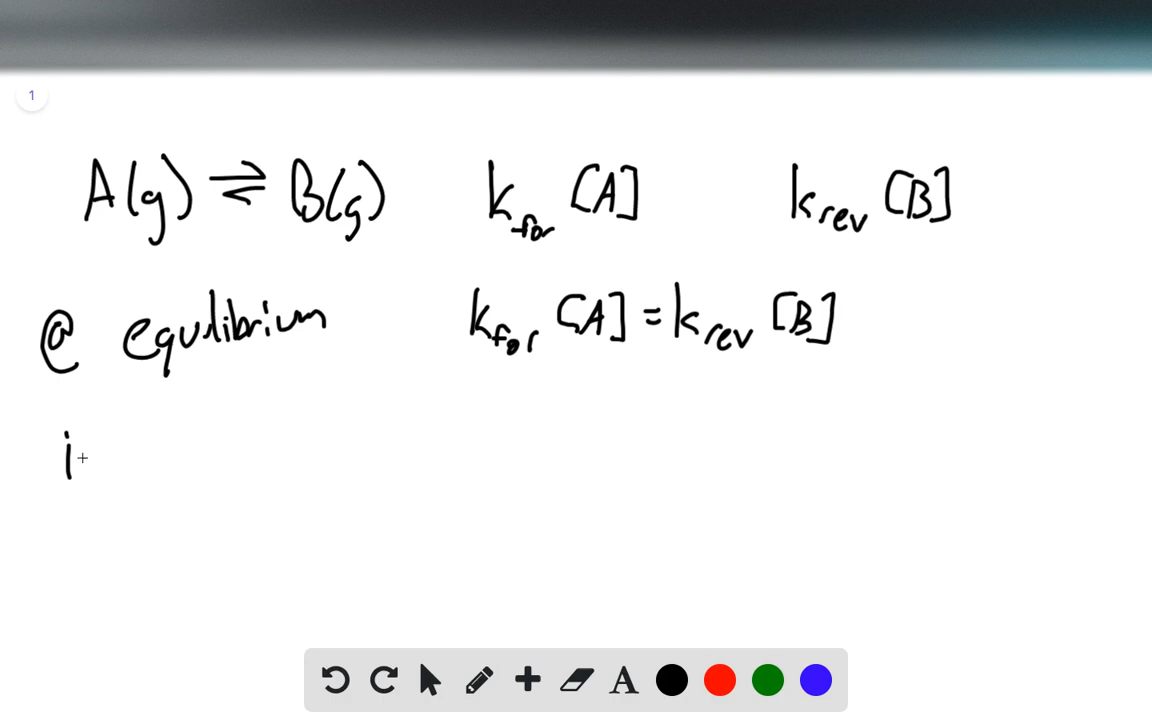 1
A(g) ⇌ B(g) k_for [A] k_rev [B]
@ equlibrium k_for [A] = k_rev [B]
i
A